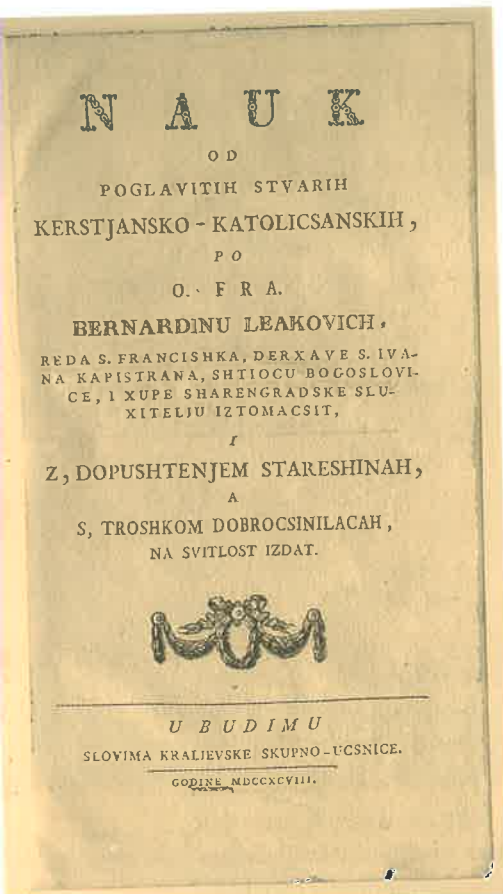 NAUK
OD
POGLAVITIH STVARIH
KERSTJANSKO - KATOLICSANSKIH,
PO
O. FRA.
BERNARDINU LEAKOVICH,
REDA S. FRANCISHKA, DERXAVE S. IVA-
NA KAPISTRANA, SHTIOCU BOGOSLOVI-
CE, I XUPE SHARENGRADSKE SLU-
XITELJU IZTOMACSIT,
I
Z, DOPUSHTENJEM STARESHINAH,
A
S, TROSHKOM DOBROCSINILACAH,
NA SVITLOST IZDAT.
U BUDIMU
SLOVIMA KRALJEVSKE SKUPNO-UCSNICE.
GODINE MDCCXCVIII.